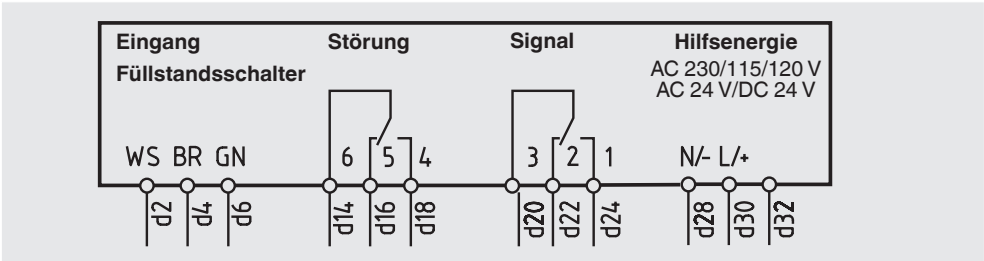 Eingang Störung Signal Hilfsenergie
Füllstandsschalter AC 230/115/120 V
AC 24 V/DC 24 V
WS BR GN 6 5 4 3 2 1 N/- L/+
d2 d4 d6 d14 d16 d18 d20 d22 d24 d28 d30 d32